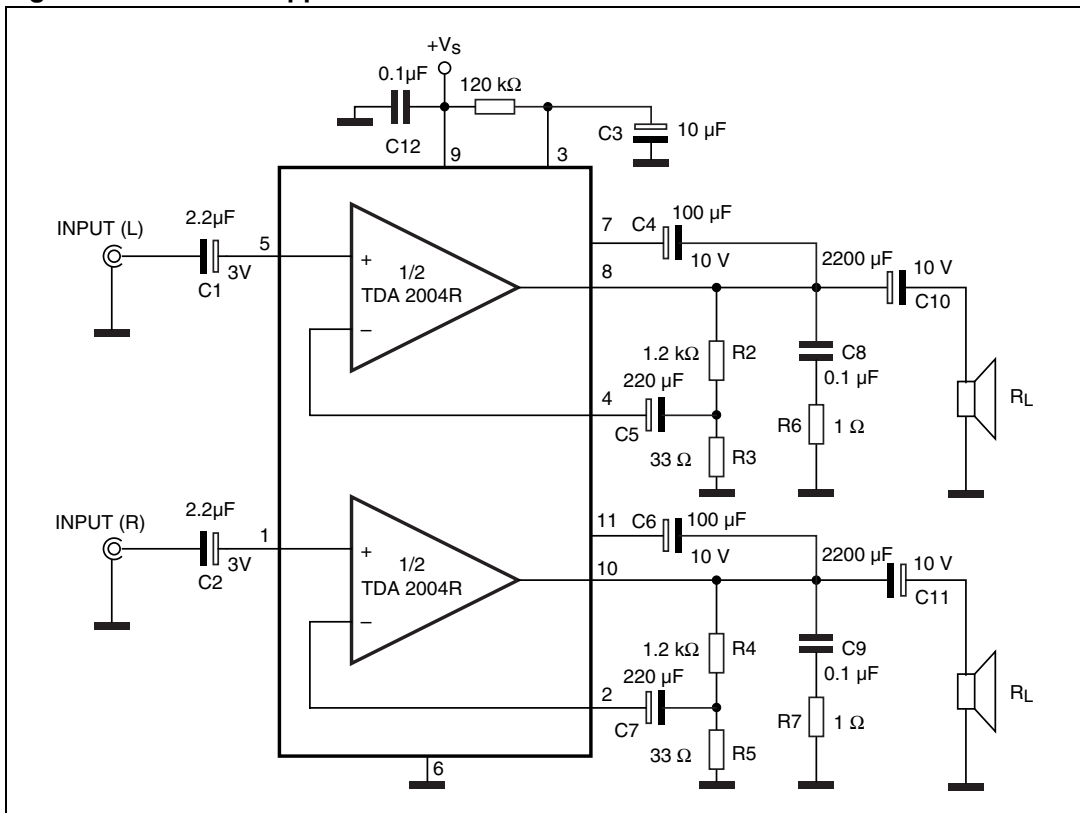 +VS
0.1µF
120 kΩ
C12
C3
10 µF
9
3
INPUT (L)
2.2µF
5
C1
3V
+
1/2
TDA 2004R
–
7
C4
100 µF
10 V
8
2200 µF
10 V
C10
1.2 kΩ
R2
C8
0.1 µF
220 µF
4
C5
R6
1 Ω
RL
33 Ω
R3
INPUT (R)
2.2µF
1
C2
3V
+
1/2
TDA 2004R
–
11
C6
100 µF
10 V
10
2200 µF
10 V
C11
1.2 kΩ
R4
C9
0.1 µF
220 µF
2
C7
R7
1 Ω
RL
33 Ω
R5
6